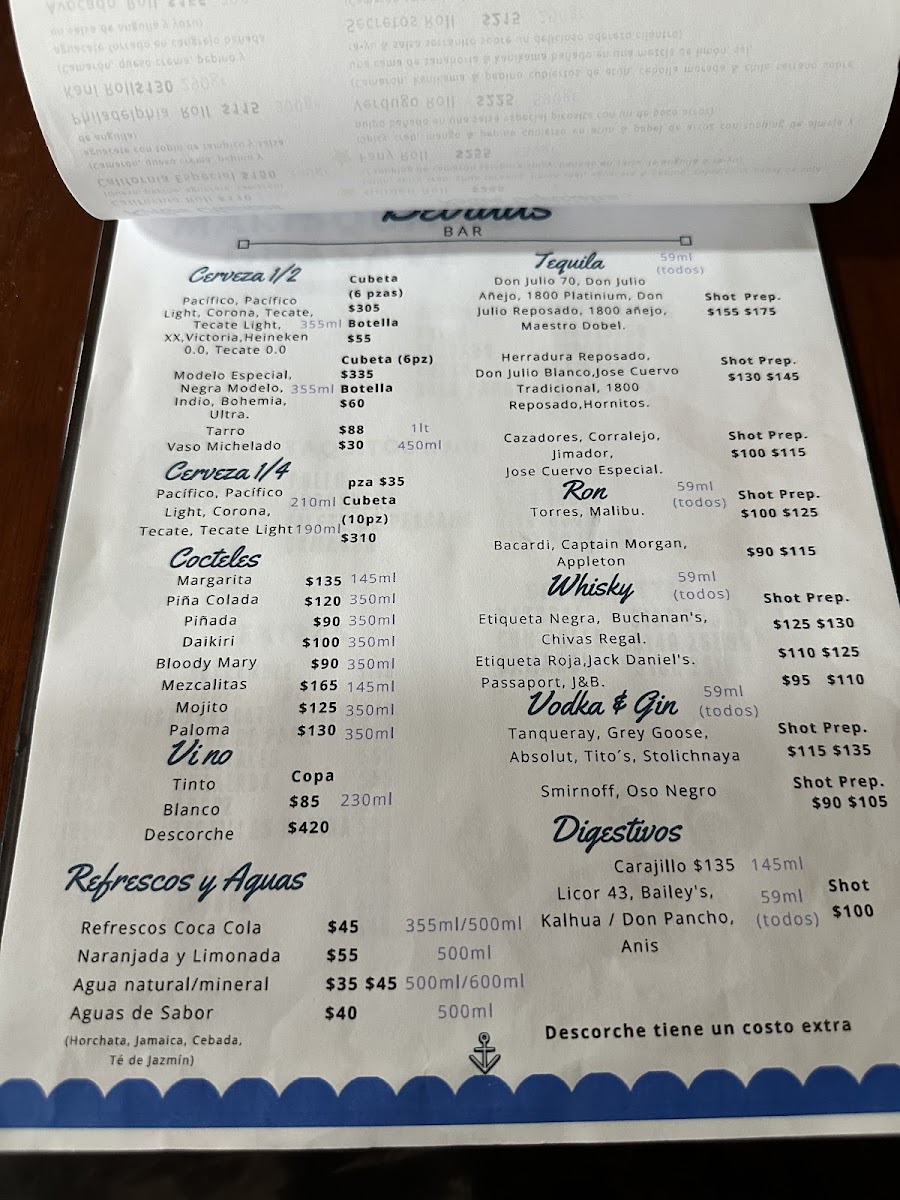 Bebidas
BAR
Cerveza 1/2
Pacífico, Pacífico
Light, Corona, Tecate,
Tecate Light,
XX,Victoria,Heineken
0.0, Tecate 0.0
355ml
Cubeta
(6 pzas)
$305
Botella
$55
Modelo Especial,
Negra Modelo,
Indio, Bohemia,
Ultra.
355ml
Cubeta (6pz)
$335
Botella
$60
Tarro $88 1lt
Vaso Michelado $30 450ml
Cerveza 1/4
Pacífico, Pacífico
Light, Corona,
Tecate, Tecate Light
210ml
190ml
pza $35
Cubeta
(10pz)
$310
Cocteles
Margarita $135 145ml
Piña Colada $120 350ml
Piñada $90 350ml
Daikiri $100 350ml
Bloody Mary $90 350ml
Mezcalitas $165 145ml
Mojito $125 350ml
Paloma $130 350ml
Vino
Copa
Tinto
Blanco $85 230ml
Descorche $420
Refrescos y Aguas
Refrescos Coca Cola $45 355ml/500ml
Naranjada y Limonada $55 500ml
Agua natural/mineral $35 $45 500ml/600ml
Aguas de Sabor $40 500ml
(Horchata, Jamaica, Cebada,
Té de Jazmín)
Tequila 59ml
(todos)
Don Julio 70, Don Julio
Añejo, 1800 Platinium, Don
Julio Reposado, 1800 añejo,
Maestro Dobel.
Shot Prep.
$155 $175
Herradura Reposado,
Don Julio Blanco,Jose Cuervo
Tradicional, 1800
Reposado,Hornitos.
Shot Prep.
$130 $145
Cazadores, Corralejo,
Jimador,
Jose Cuervo Especial.
Shot Prep.
$100 $115
Ron 59ml
(todos)
Torres, Malibu.
Shot Prep.
$100 $125
Bacardi, Captain Morgan,
Appleton
$90 $115
Whisky 59ml
(todos)
Shot Prep.
Etiqueta Negra, Buchanan's,
Chivas Regal.
$125 $130
Etiqueta Roja,Jack Daniel's. $110 $125
Passaport, J&B. $95 $110
Vodka & Gin 59ml
(todos)
Tanqueray, Grey Goose,
Absolut, Tito´s, Stolichnaya
Shot Prep.
$115 $135
Smirnoff, Oso Negro
Shot Prep.
$90 $105
Digestivos
Carajillo $135 145ml
Licor 43, Bailey's,
Kalhua / Don Pancho,
Anis
59ml
(todos)
Shot
$100
Descorche tiene un costo extra